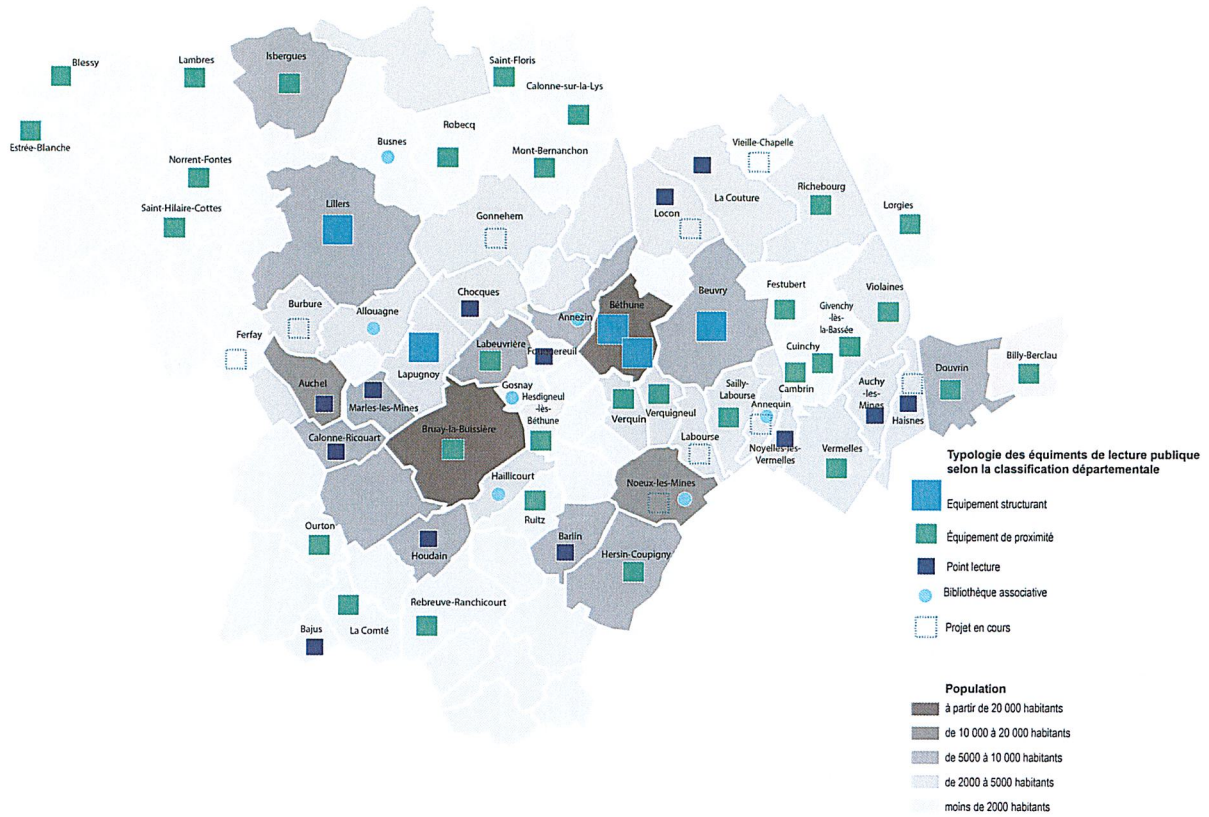 Blessy
Lambres
Isbergues
Saint-Floris
Calonne-sur-la-Lys
Estrée-Blanche
Robecq
Busnes
Mont-Bernanchon
Norrent-Fontes
Vieille-Chapelle
Saint-Hilaire-Cottes
Lillers
Gonnehem
Locon
La Couture
Richebourg
Lorgies
Burbure
Allouagne
Chocques
Annezin
Béthune
Beuvry
Festubert
Violaines
Givenchy
-lès-
la-Bassée
Ferfay
Lapugnoy
Labeuvrière
Fouquereuil
Cuinchy
Cambrin
Douvrin
Billy-Berclau
Auchel
Marles-les-Mines
Gosnay
Hesdigneul
-lès-
Béthune
Verquin
Verquigneul
Sailly-
Labourse
Annequin
Auchy
-les-
Mines
Haisnes
Calonne-Ricouart
Bruay-la-Buissière
Labourse
Noyelles-lès-
Vermelles
Vermelles
Haillicourt
Ruitz
Noeux-les-Mines
Ourton
Houdain
Barlin
Hersin-Coupigny
Bajus
La Comté
Rebreuve-Ranchicourt
Typologie des équiments de lecture publique
selon la classification départementale
Equipement structurant
Équipement de proximité
Point lecture
Bibliothèque associative
Projet en cours
Population
à partir de 20 000 habitants
de 10 000 à 20 000 habitants
de 5000 à 10 000 habitants
de 2000 à 5000 habitants
moins de 2000 habitants